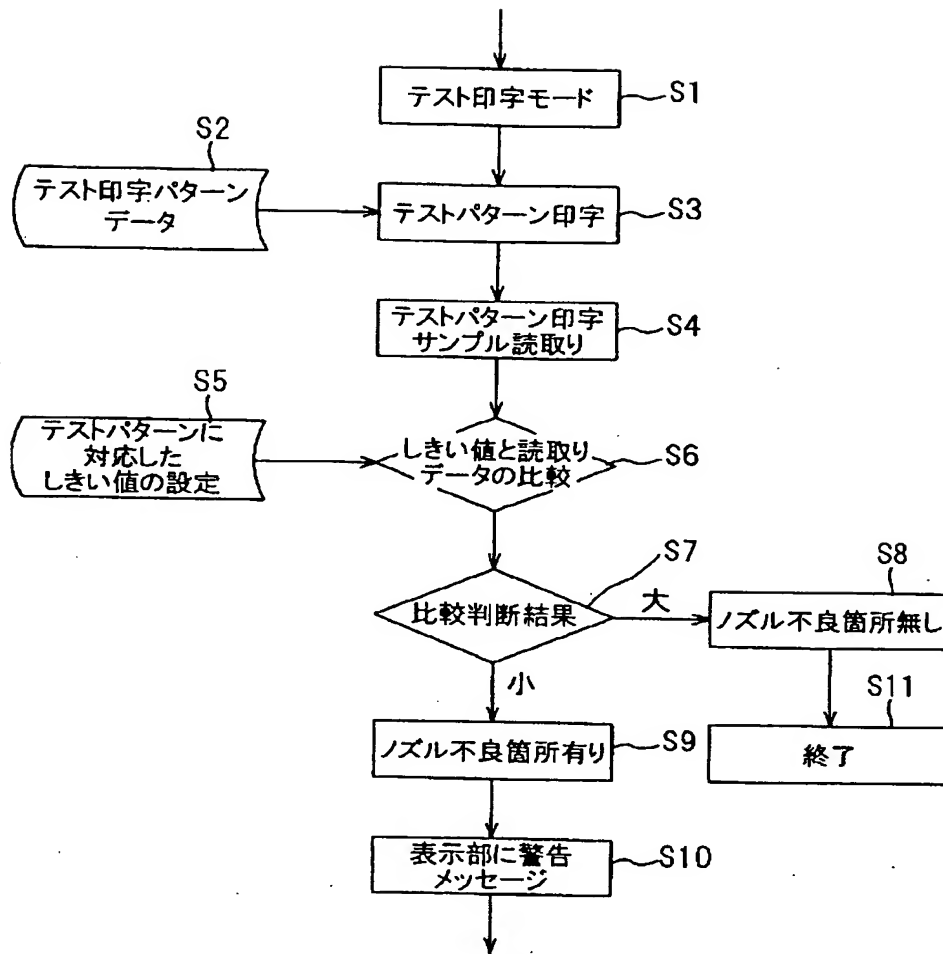 テスト印字モード
S1
S2
テスト印字パターン
データ
テストパターン印字
S3
テストパターン印字
サンプル読取り
S4
S5
テストパターンに
対応した
しきい値の設定
しきい値と読取り
データの比較
S6
S7
比較判断結果
大
S8
ノズル不良箇所無し
小
S11
終了
ノズル不良箇所有り
S9
表示部に警告
メッセージ
S10